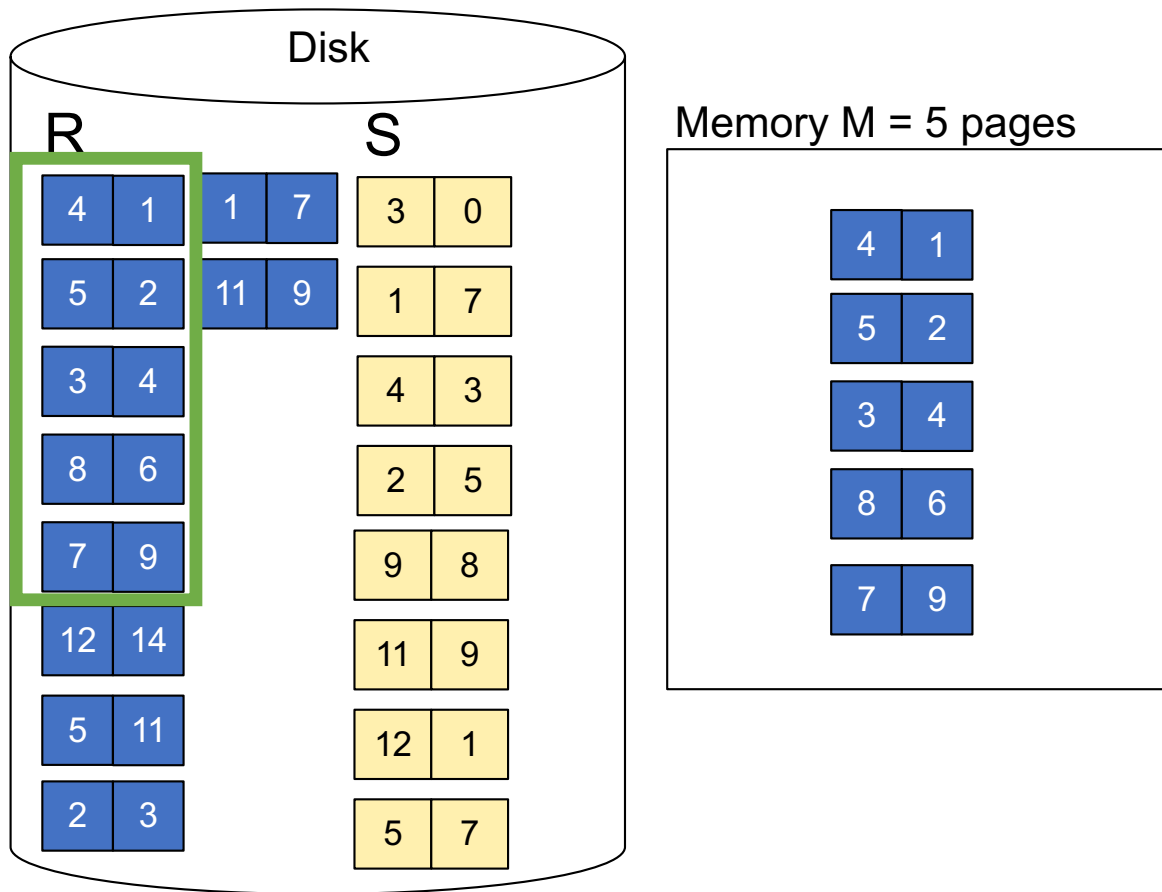 Disk
Memory M = 5 pages
R S
4 1 1 7 3 0
4 1
5 2 11 9 1 7
5 2
3 4 4 3
3 4
8 6 2 5
8 6
7 9 9 8
7 9
12 14 11 9
5 11 12 1
2 3 5 7